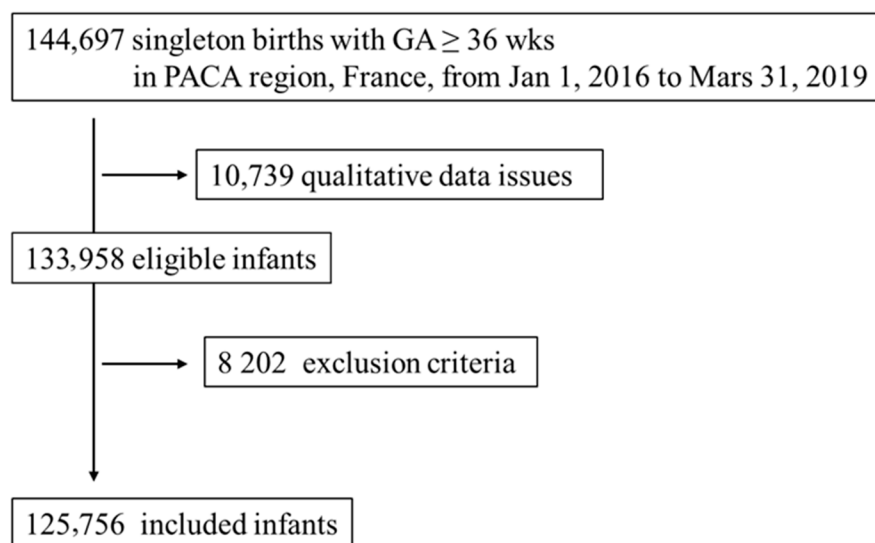 144,697 singleton births with GA ≥ 36 wks
in PACA region, France, from Jan 1, 2016 to Mars 31, 2019
10,739 qualitative data issues
133,958 eligible infants
8 202 exclusion criteria
125,756 included infants